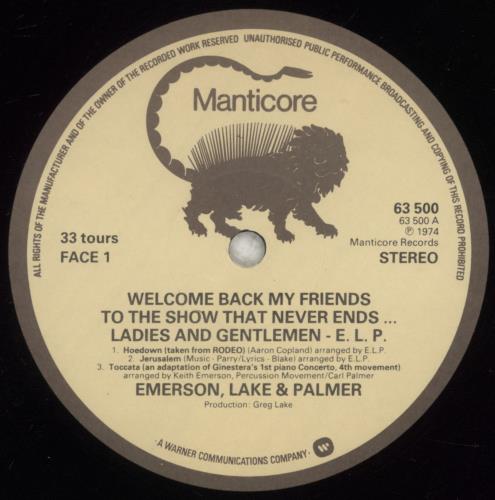 ALL RIGHTS OF THE MANUFACTURER AND OF THE OWNER OF THE RECORDED WORK RESERVED UNAUTHORISED PUBLIC PERFORMANCE BROADCASTING AND COPYING OF THIS RECORD PROHIBITED
Manticore
63 500
63 500 A
℗ 1974
Manticore Records
STEREO
33 tours
FACE 1
WELCOME BACK MY FRIENDS
TO THE SHOW THAT NEVER ENDS ...
LADIES AND GENTLEMEN - E. L. P.
1. Hoedown (taken from RODEO) (Aaron Copland) arranged by E.L.P.
2. Jerusalem (Music - Parry/Lyrics - Blake) arranged by E.L.P.
3. Toccata (an adaptation of Ginestera's 1st piano Concerto, 4th movement)
arranged by Keith Emerson, Percussion Movement/Carl Palmer
EMERSON, LAKE & PALMER
Production: Greg Lake
· A WARNER COMMUNICATIONS COMPANY ·